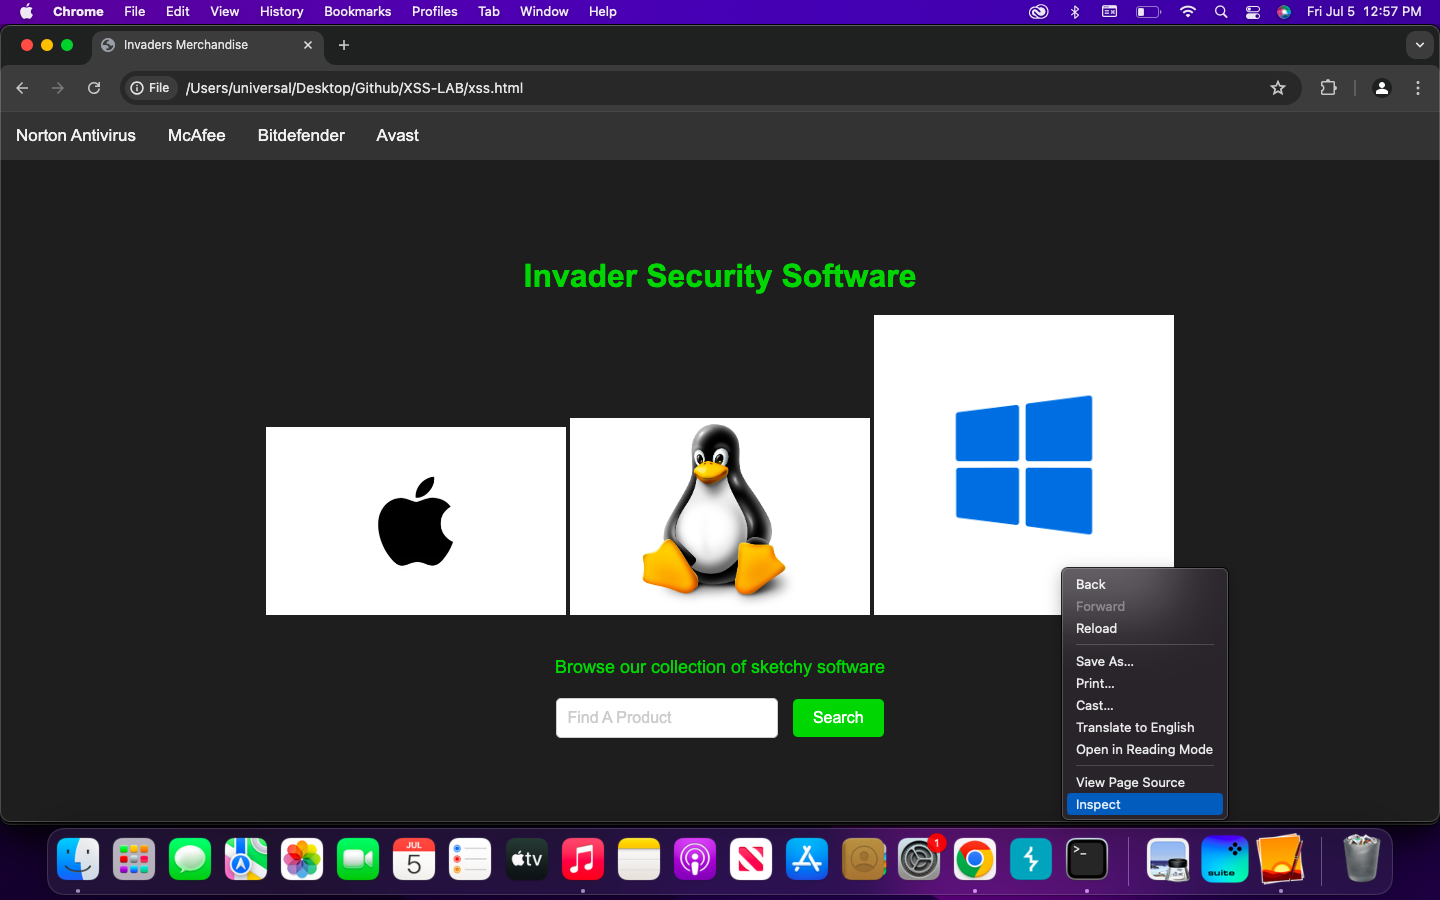 Chrome File Edit View History Bookmarks Profiles Tab Window Help Fri Jul 5 12:57 PM
Invaders Merchandise
File /Users/universal/Desktop/Github/XSS-LAB/xss.html
Norton Antivirus McAfee Bitdefender Avast
Invader Security Software
Browse our collection of sketchy software
Find A Product Search
Back
Forward
Reload
Save As...
Print...
Cast...
Translate to English
Open in Reading Mode
View Page Source
Inspect
JUL
5
tv
1
>_
suite